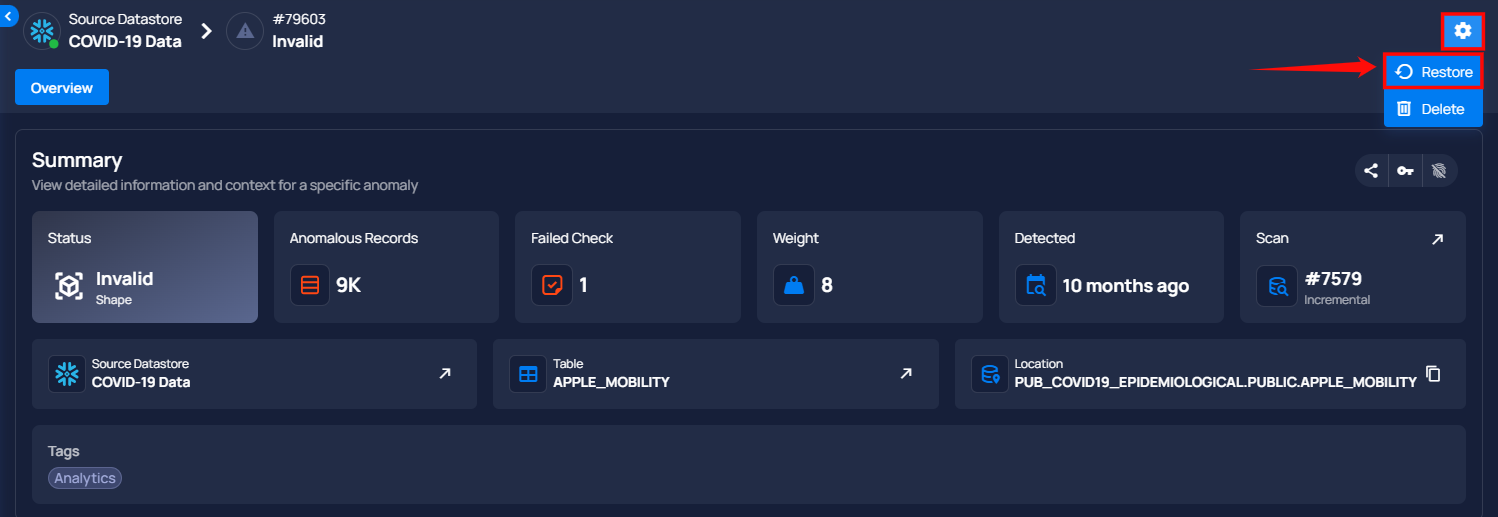 Source Datastore
COVID-19 Data
#79603
Invalid
Restore
Overview
Delete
Summary
View detailed information and context for a specific anomaly
Status
Invalid
Shape
Anomalous Records
9K
Failed Check
1
Weight
8
Detected
10 months ago
Scan
#7579
Incremental
Source Datastore
COVID-19 Data
Table
APPLE_MOBILITY
Location
PUB_COVID19_EPIDEMIOLOGICAL.PUBLIC.APPLE_MOBILITY
Tags
Analytics